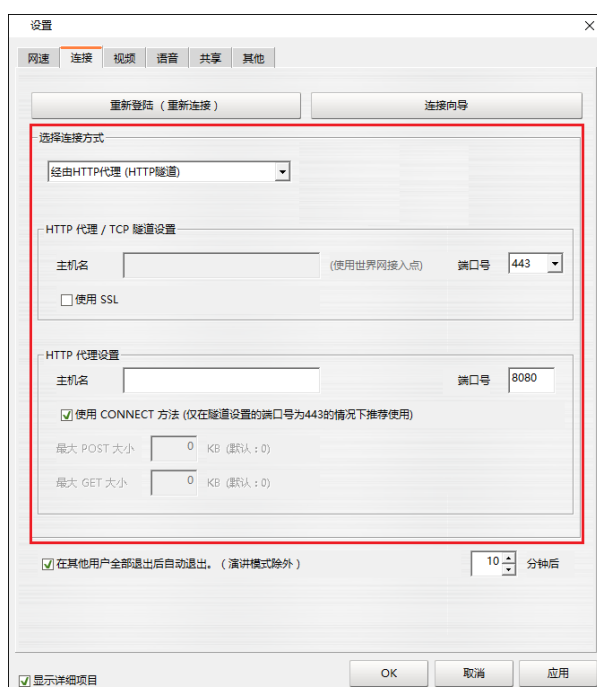 设置
网速 连接 视频 语音 共享 其他
重新登陆（重新连接） 连接向导
选择连接方式
经由HTTP代理 (HTTP隧道)
HTTP 代理 / TCP 隧道设置
主机名 (使用世界网接入点) 端口号 443
使用 SSL
HTTP 代理设置
主机名 端口号 8080
使用 CONNECT 方法 (仅在隧道设置的端口号为443的情况下推荐使用)
最大 POST 大小 0 KB (默认：0)
最大 GET 大小 0 KB (默认：0)
在其他用户全部退出后自动退出。（演讲模式除外） 10 分钟后
显示详细项目 OK 取消 应用